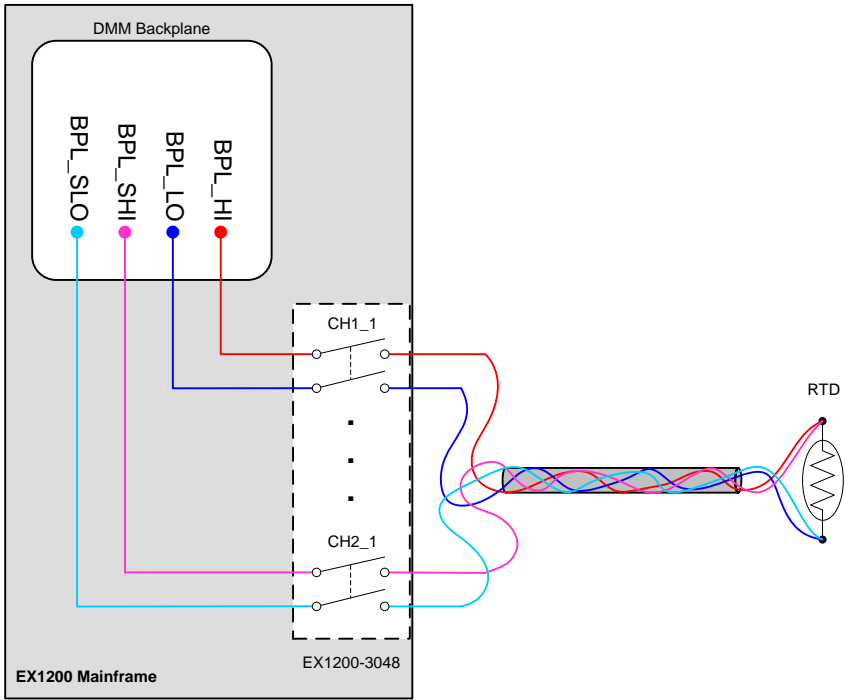 DMM Backplane
BPL_SLO
BPL_SHI
BPL_LO
BPL_HI
CH1_1
RTD
CH2_1
EX1200-3048
EX1200 Mainframe